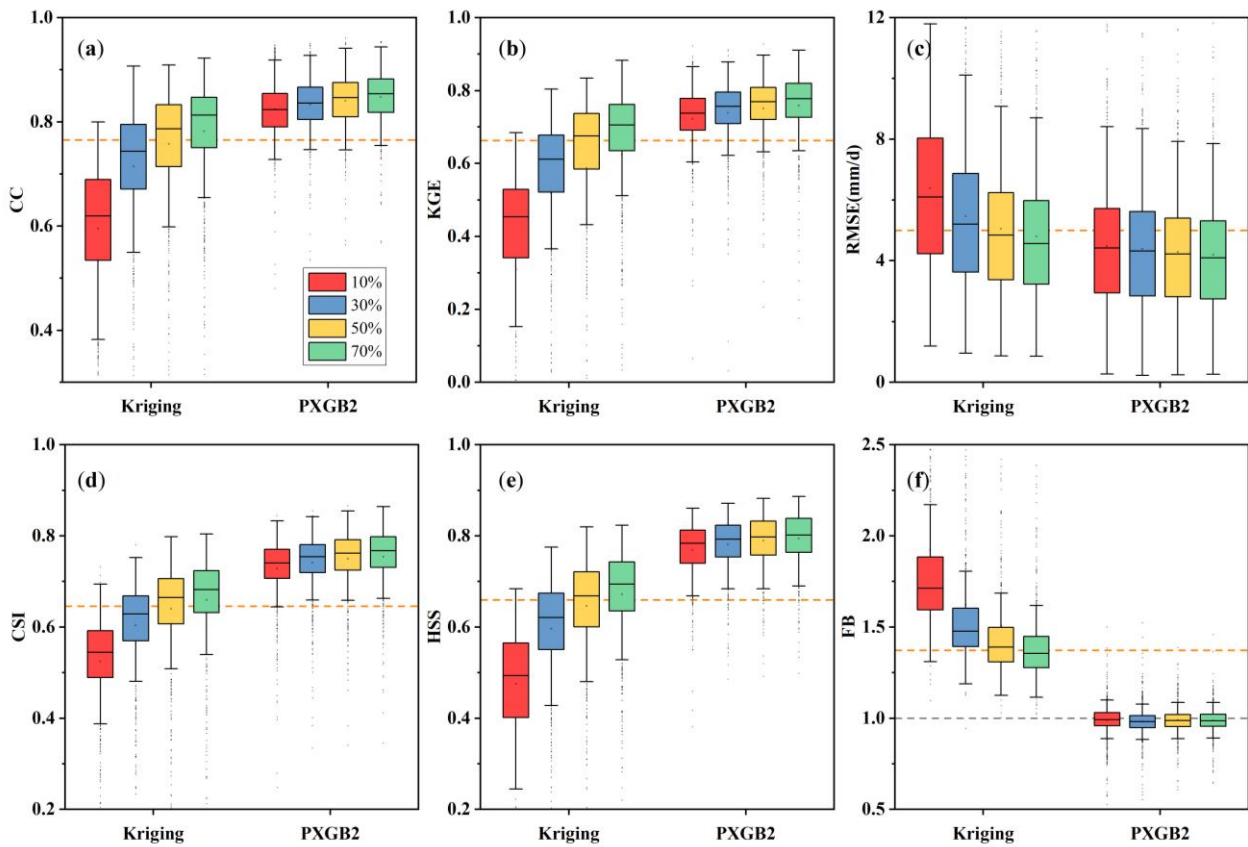 (a)
CC
1.0
0.8
0.6
0.4
10%
30%
50%
70%
Kriging
PXGB2
(b)
KGE
1.0
0.8
0.6
0.4
0.2
0.0
Kriging
PXGB2
(c)
RMSE(mm/d)
12
8
4
0
Kriging
PXGB2
(d)
CSI
1.0
0.8
0.6
0.4
0.2
Kriging
PXGB2
(e)
HSS
1.0
0.8
0.6
0.4
0.2
Kriging
PXGB2
(f)
FB
2.5
2.0
1.5
1.0
0.5
Kriging
PXGB2